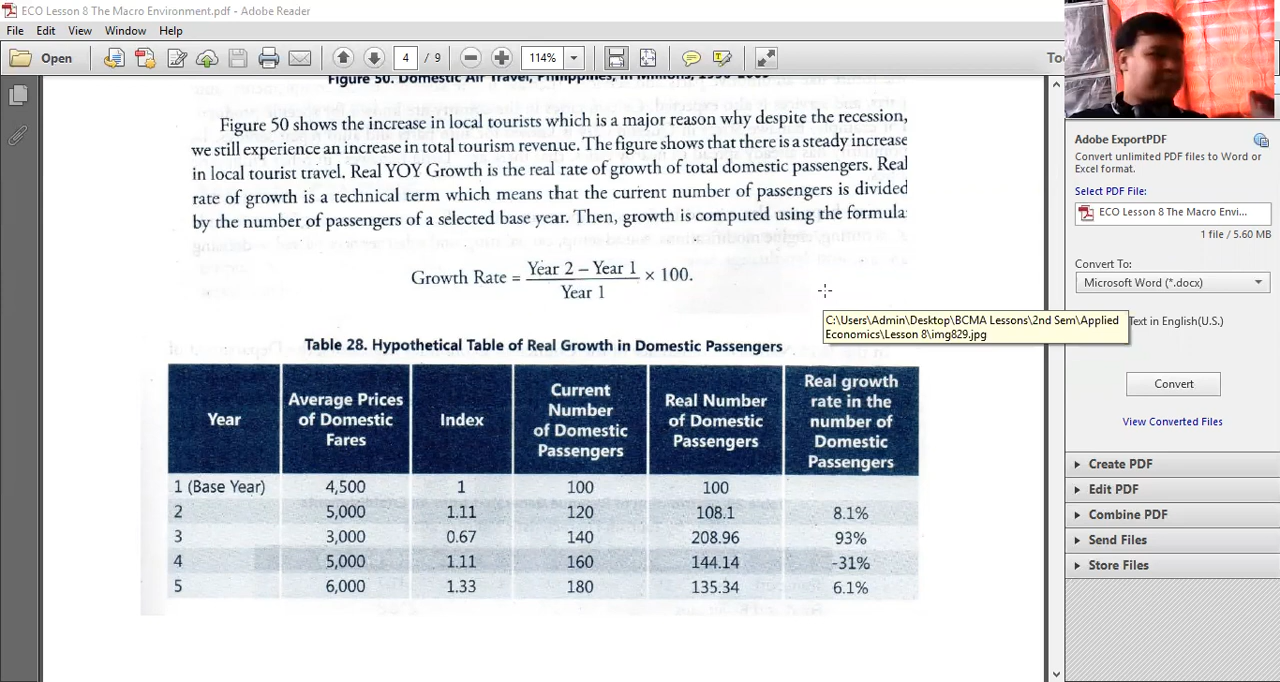 ECO Lesson 8 The Macro Environment.pdf - Adobe Reader
File Edit View Window Help
Open 4 / 9 114%
Figure 50. Domestic Air Travel, Philippines, in Millions,
Figure 50 shows the increase in local tourists which is a major reason why despite the recession,
we still experience an increase in total tourism revenue. The figure shows that there is a steady increase
in local tourist travel. Real YOY Growth is the real rate of growth of total domestic passengers. Real
rate of growth is a technical term which means that the current number of passengers is divided
by the number of passengers of a selected base year. Then, growth is computed using the formula:
Growth Rate = Year 2 – Year 1 / Year 1 × 100.
Table 28. Hypothetical Table of Real Growth in Domestic Passengers
Year
Average Prices
of Domestic
Fares
Index
Current
Number
of Domestic
Passengers
Real Number
of Domestic
Passengers
Real growth
rate in the
number of
Domestic
Passengers
1 (Base Year) 4,500 1 100 100
2 5,000 1.11 120 108.1 8.1%
3 3,000 0.67 140 208.96 93%
4 5,000 1.11 160 144.14 -31%
5 6,000 1.33 180 135.34 6.1%
C:\Users\Admin\Desktop\BCMA Lessons\2nd Sem\Applied
Economics\Lesson 8\img829.jpg
Adobe ExportPDF
Convert unlimited PDF files to Word or
Excel format.
Select PDF File:
ECO Lesson 8 The Macro Envi...
1 file / 5.60 MB
Convert To:
Microsoft Word (*.docx)
Text in English(U.S.)
Convert
View Converted Files
Create PDF
Edit PDF
Combine PDF
Send Files
Store Files